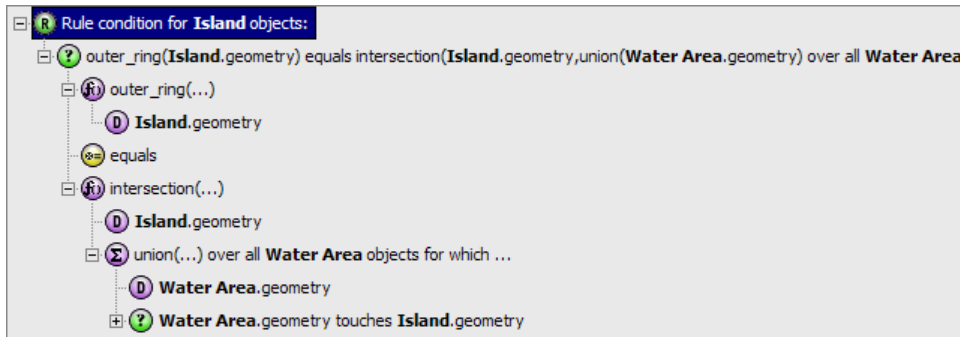 R Rule condition for Island objects:
? outer_ring(Island.geometry) equals intersection(Island.geometry,union(Water Area.geometry) over all Water Area
f() outer_ring(...)
D Island.geometry
equals
f() intersection(...)
D Island.geometry
Σ union(...) over all Water Area objects for which ...
D Water Area.geometry
? Water Area.geometry touches Island.geometry